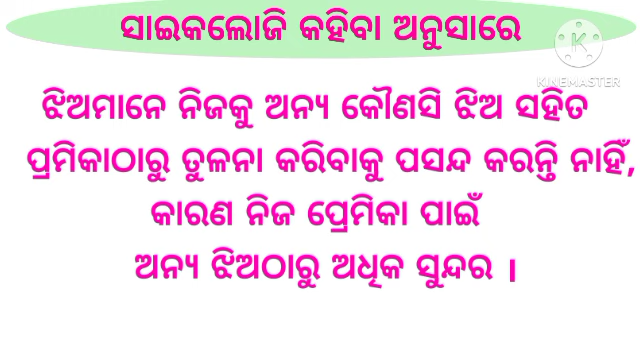 ସାଇକଲୋଜି କହିବା ଅନୁସାରେ
KINEMASTER
ଝିଅମାନେ ନିଜକୁ ଅନ୍ୟ କୌଣସି ଝିଅ ସହିତ
ପ୍ରମିକାଠାରୁ ତୁଳନା କରିବାକୁ ପସନ୍ଦ କରନ୍ତି ନାହିଁ,
କାରଣ ନିଜ ପ୍ରେମିକା ପାଇଁ
ଅନ୍ୟ ଝିଅଠାରୁ ଅଧିକ ସୁନ୍ଦର ।